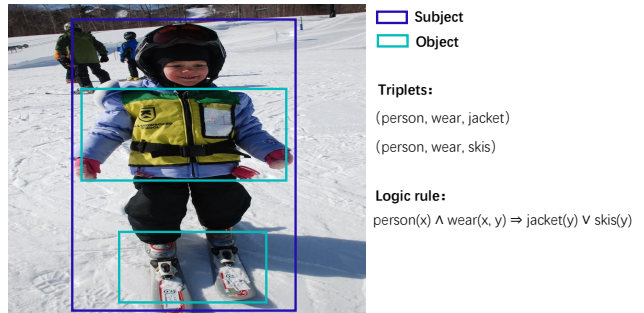 Subject
Object
Triplets:
(person, wear, jacket)
(person, wear, skis)
Logic rule:
person(x) ∧ wear(x, y) ⇒ jacket(y) ∨ skis(y)